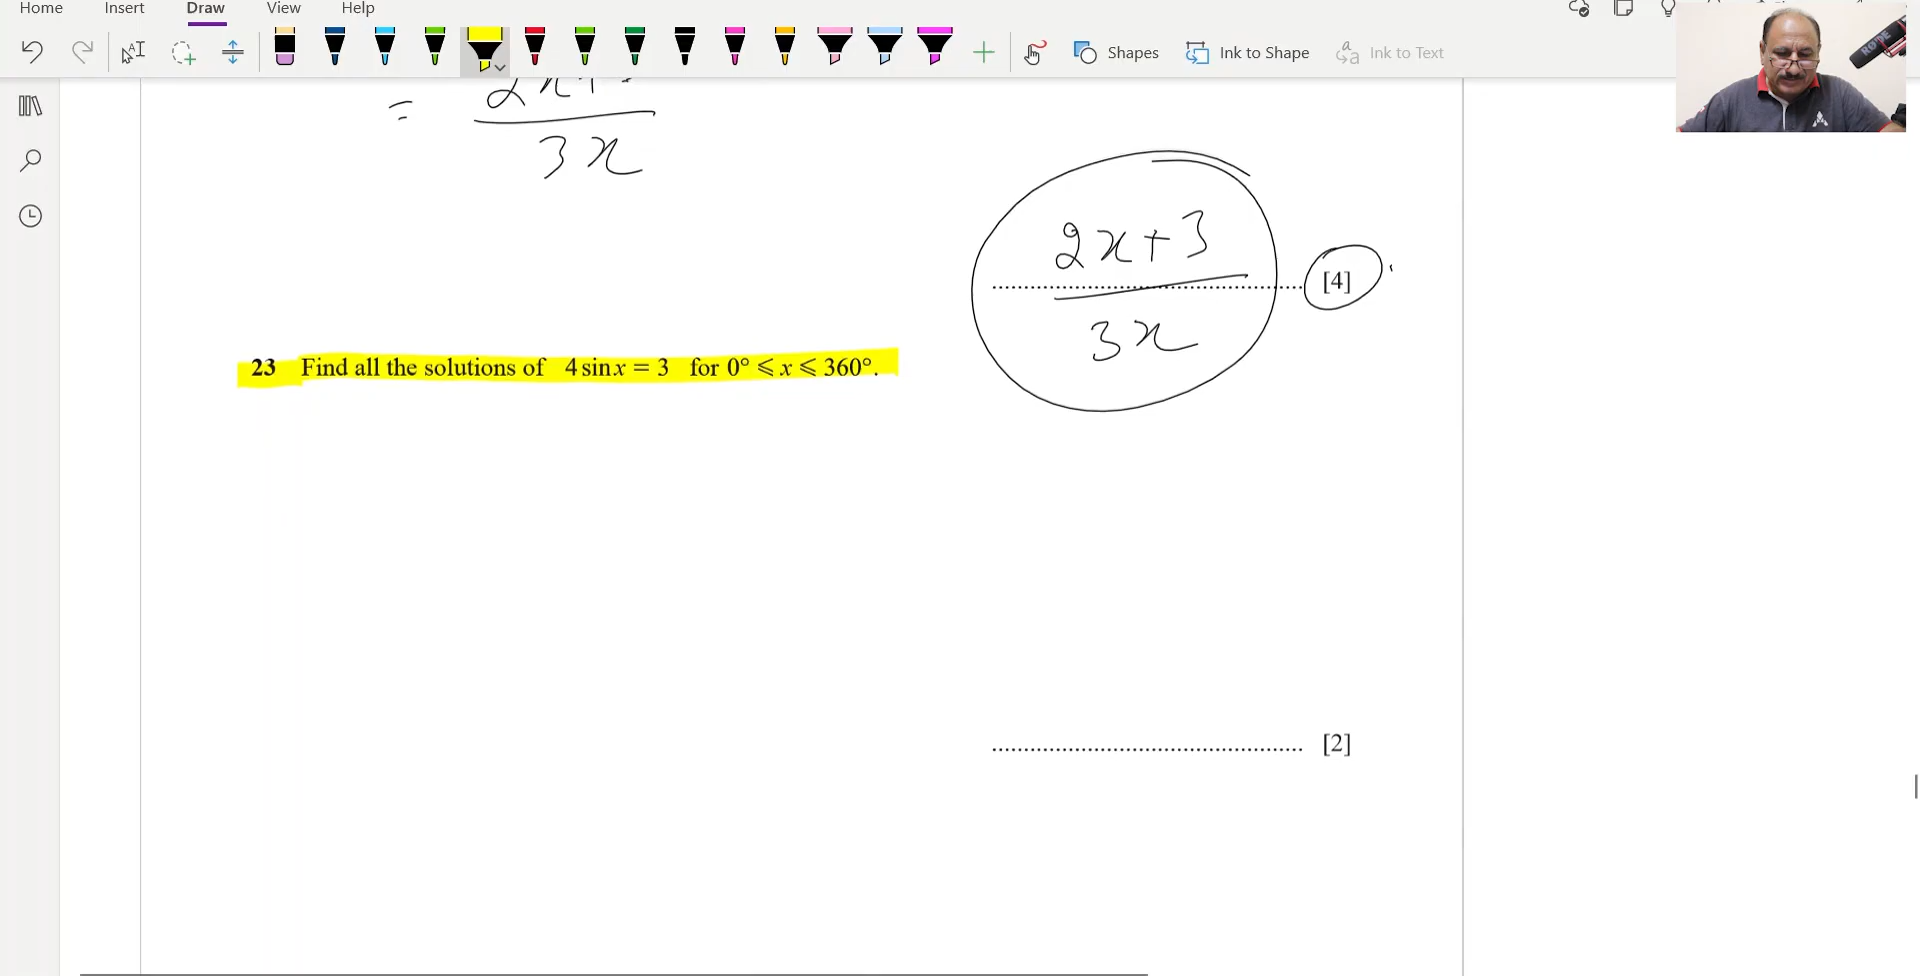 Home Insert Draw View Help
Shapes Ink to Shape Ink to Text
RØDE
=
3x
2x+3
[4]
3x
23 Find all the solutions of 4 sin x = 3 for 0° ⩽ x ⩽ 360°.
[2]